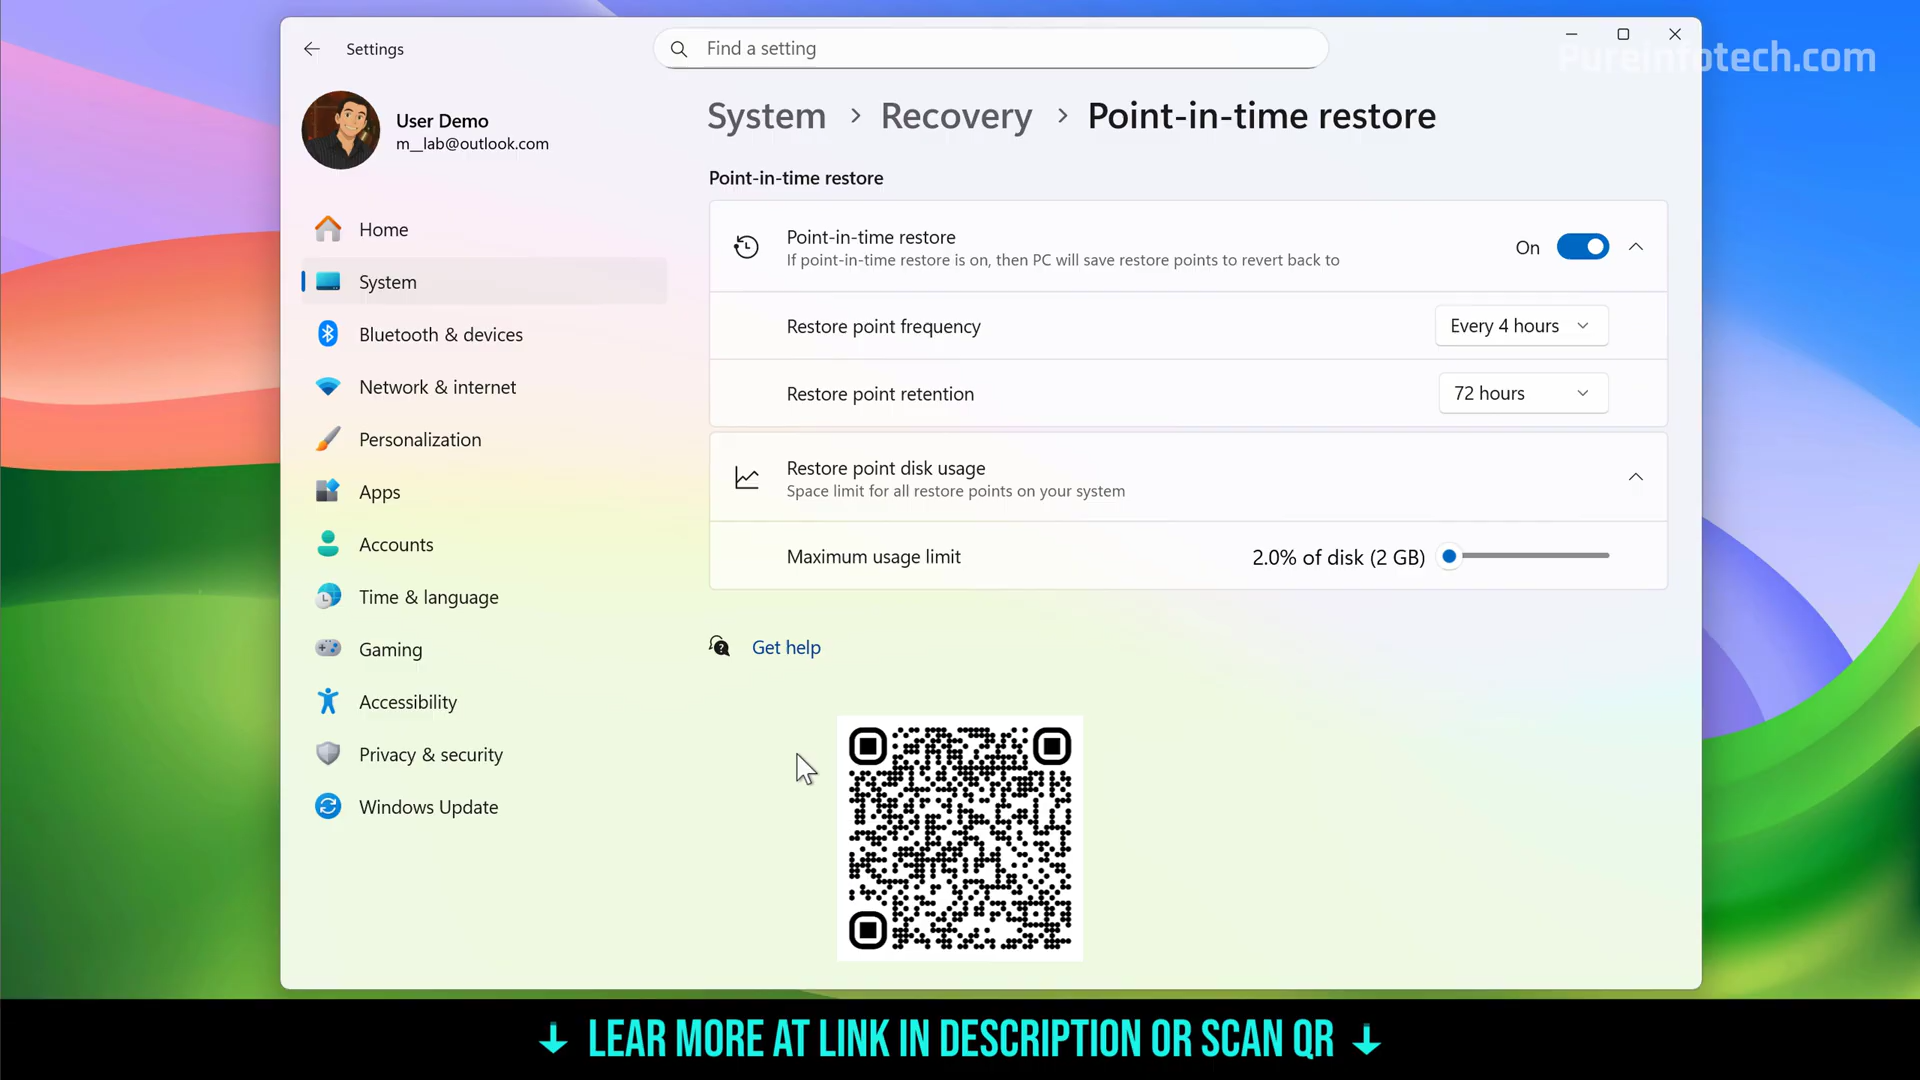 Settings
Find a setting
PureInfotech.com
User Demo
m__lab@outlook.com
Home
System
Bluetooth & devices
Network & internet
Personalization
Apps
Accounts
Time & language
Gaming
Accessibility
Privacy & security
Windows Update
System > Recovery > Point-in-time restore
Point-in-time restore
Point-in-time restore
If point-in-time restore is on, then PC will save restore points to revert back to
On
Restore point frequency
Every 4 hours
Restore point retention
72 hours
Restore point disk usage
Space limit for all restore points on your system
Maximum usage limit
2.0% of disk (2 GB)
Get help
LEAR MORE AT LINK IN DESCRIPTION OR SCAN QR